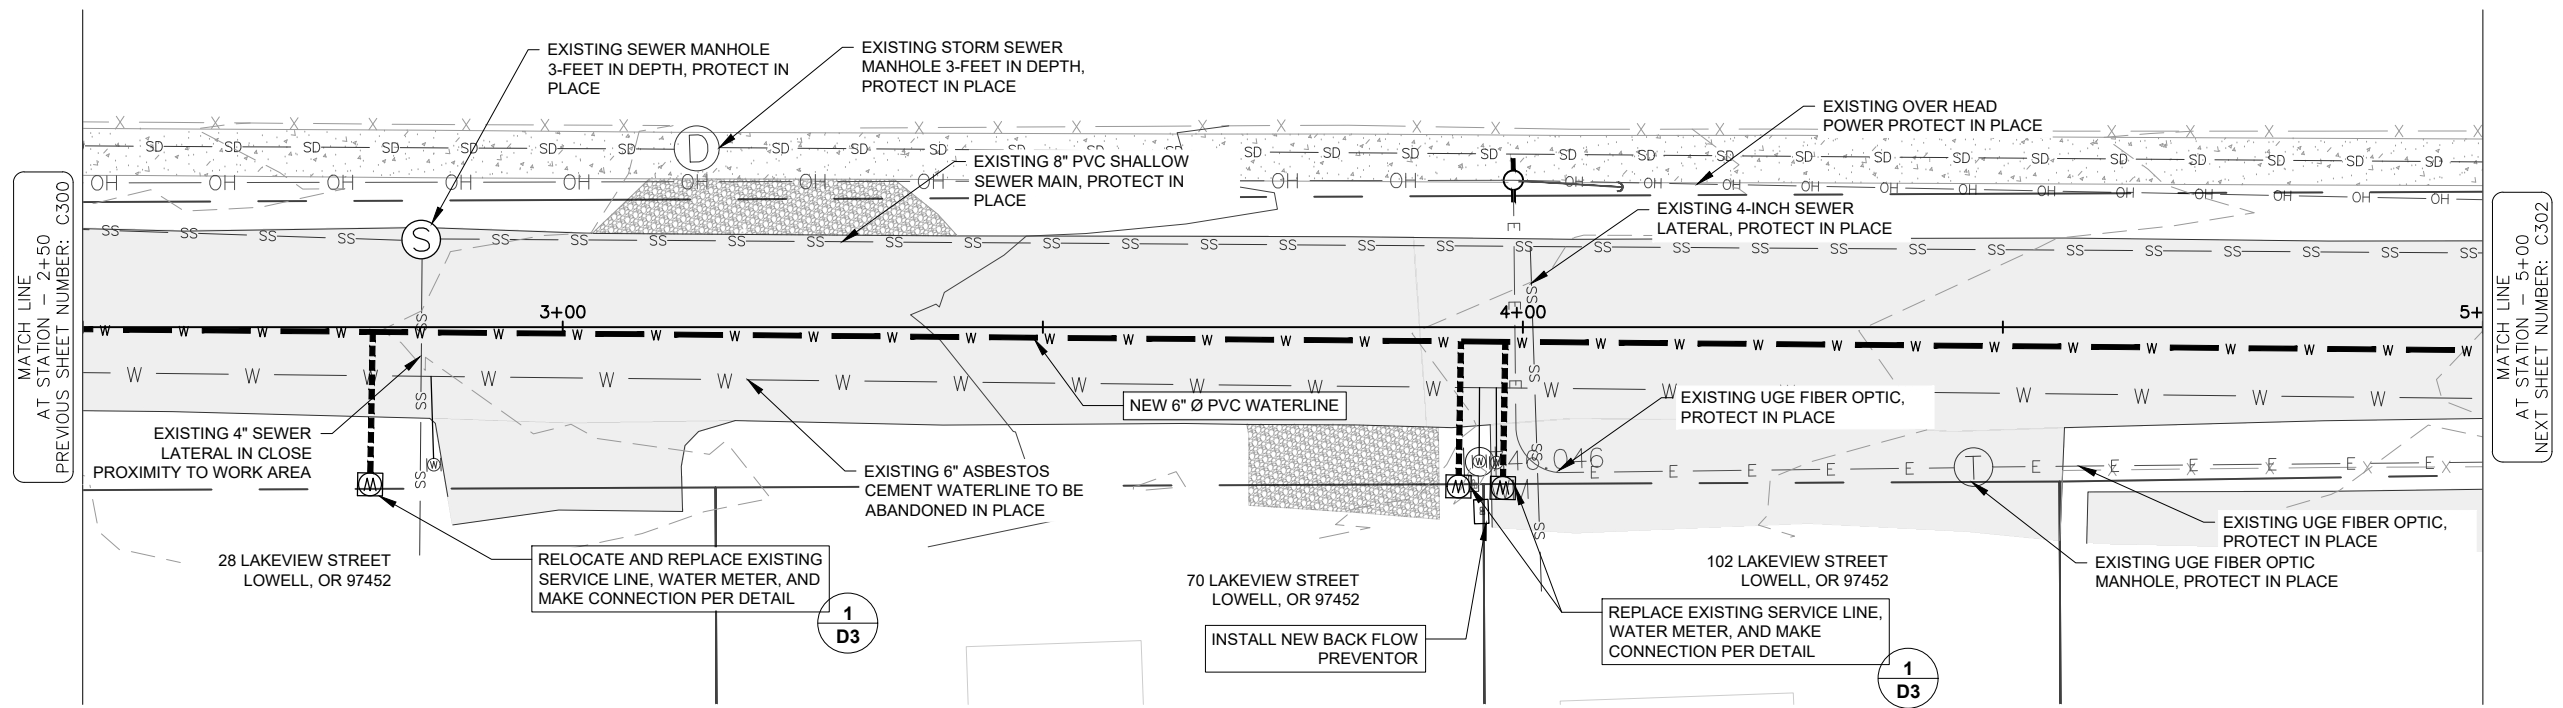 EXISTING SEWER MANHOLE
3-FEET IN DEPTH, PROTECT IN
PLACE
EXISTING STORM SEWER
MANHOLE 3-FEET IN DEPTH,
PROTECT IN PLACE
EXISTING OVER HEAD
POWER PROTECT IN PLACE
EXISTING 8" PVC SHALLOW
SEWER MAIN, PROTECT IN
PLACE
EXISTING 4-INCH SEWER
LATERAL, PROTECT IN PLACE
MATCH LINE
AT STATION - 2+50
PREVIOUS SHEET NUMBER: C300
D
S
3+00
4+00
5+
MATCH LINE
AT STATION - 5+00
NEXT SHEET NUMBER: C302
NEW 6" Ø PVC WATERLINE
EXISTING UGE FIBER OPTIC,
PROTECT IN PLACE
EXISTING 4" SEWER
LATERAL IN CLOSE
PROXIMITY TO WORK AREA
EXISTING 6" ASBESTOS
CEMENT WATERLINE TO BE
ABANDONED IN PLACE
T
EXISTING UGE FIBER OPTIC,
PROTECT IN PLACE
EXISTING UGE FIBER OPTIC
MANHOLE, PROTECT IN PLACE
28 LAKEVIEW STREET
LOWELL, OR 97452
RELOCATE AND REPLACE EXISTING
SERVICE LINE, WATER METER, AND
MAKE CONNECTION PER DETAIL
1
D3
70 LAKEVIEW STREET
LOWELL, OR 97452
102 LAKEVIEW STREET
LOWELL, OR 97452
INSTALL NEW BACK FLOW
PREVENTOR
REPLACE EXISTING SERVICE LINE,
WATER METER, AND MAKE
CONNECTION PER DETAIL
1
D3